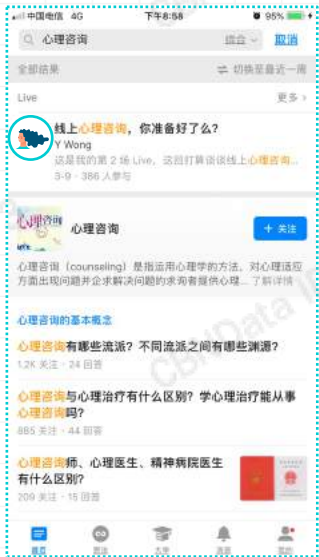 中国电信 4G 下午8:58 95%
心理咨询 综合 取消
全部结果 切换至最近一周
Live 更多
线上心理咨询，你准备好了么？
Y Wong
这是我的第 2 场 Live，这回打算谈谈线上心理咨询...
3-9 · 386 人参与
心理咨询
心理咨询 + 关注
心理咨询（counseling）是指运用心理学的方法，对心理适应
方面出现问题并企求解决问题的求询者提供心理... 了解详情
心理咨询的基本概念
心理咨询有哪些流派？不同流派之间有哪些渊源？
1.2K 关注 · 24 回答
心理咨询与心理治疗有什么区别？学心理治疗能从事
心理咨询吗？
885 关注 · 44 回答
心理咨询师、心理医生、精神病院医生
有什么区别？
209 关注 · 15 回答
CBNData
首页 想法 大学 消息 我的